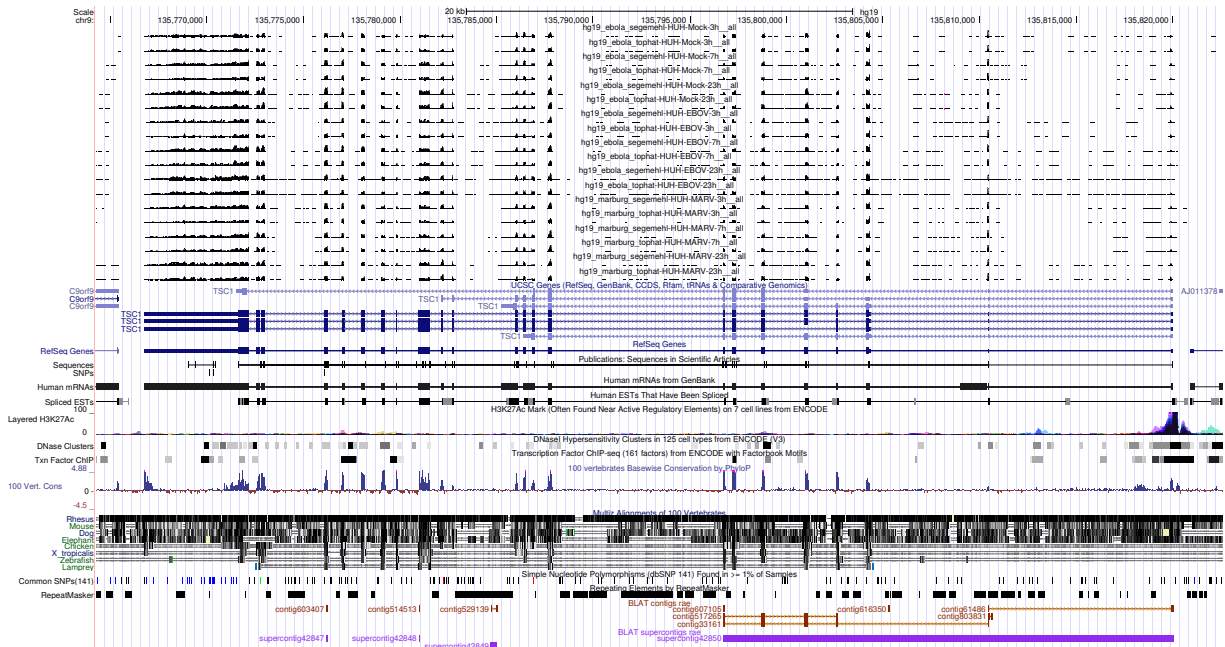 Scale 20 kb hg19
chr9: 135,770,000 135,775,000 135,780,000 135,785,000 135,790,000 135,795,000 135,800,000 135,805,000 135,810,000 135,815,000 135,820,000
hg19_ebola_segemehl-HUH-Mock-3h__all
hg19_ebola_tophat-HUH-Mock-3h__all
hg19_ebola_segemehl-HUH-Mock-7h__all
hg19_ebola_tophat-HUH-Mock-7h__all
hg19_ebola_segemehl-HUH-Mock-23h__all
hg19_ebola_tophat-HUH-Mock-23h__all
hg19_ebola_segemehl-HUH-EBOV-3h__all
hg19_ebola_tophat-HUH-EBOV-3h__all
hg19_ebola_segemehl-HUH-EBOV-7h__all
hg19_ebola_tophat-HUH-EBOV-7h__all
hg19_ebola_segemehl-HUH-EBOV-23h__all
hg19_ebola_tophat-HUH-EBOV-23h__all
hg19_marburg_segemehl-HUH-MARV-3h__all
hg19_marburg_tophat-HUH-MARV-3h__all
hg19_marburg_segemehl-HUH-MARV-7h__all
hg19_marburg_tophat-HUH-MARV-7h__all
hg19_marburg_segemehl-HUH-MARV-23h__all
hg19_marburg_tophat-HUH-MARV-23h__all
UCSC Genes (RefSeq, GenBank, CCDS, Rfam, tRNAs & Comparative Genomics)
C9orf9 TSC1 AJ011378
C9orf9 TSC1
C9orf9 TSC1
TSC1
TSC1
TSC1
TSC1
RefSeq Genes
RefSeq Genes
Publications: Sequences in Scientific Articles
Sequences
SNPs
Human mRNAs from GenBank
Human mRNAs
Human ESTs That Have Been Spliced
Spliced ESTs
H3K27Ac Mark (Often Found Near Active Regulatory Elements) on 7 cell lines from ENCODE
100
Layered H3K27Ac
0
DNaseI Hypersensitivity Clusters in 125 cell types from ENCODE (V3)
DNase Clusters
Transcription Factor ChIP-seq (161 factors) from ENCODE with Factorbook Motifs
Txn Factor ChIP
100 vertebrates Basewise Conservation by PhyloP
4.88
100 Vert. Cons
0
-4.5
Multiz Alignments of 100 Vertebrates
Rhesus
Mouse
Dog
Elephant
Chicken
X_tropicalis
Zebrafish
Lamprey
Simple Nucleotide Polymorphisms (dbSNP 141) Found in >= 1% of Samples
Common SNPs(141)
Repeating Elements by RepeatMasker
RepeatMasker
BLAT contigs rae
contig603407 contig514513 contig529139 contig607105 contig616350 contig61486
contig517265 contig803831
contig33161
BLAT supercontigs rae
supercontig42847 supercontig42848 supercontig42850
supercontig42849